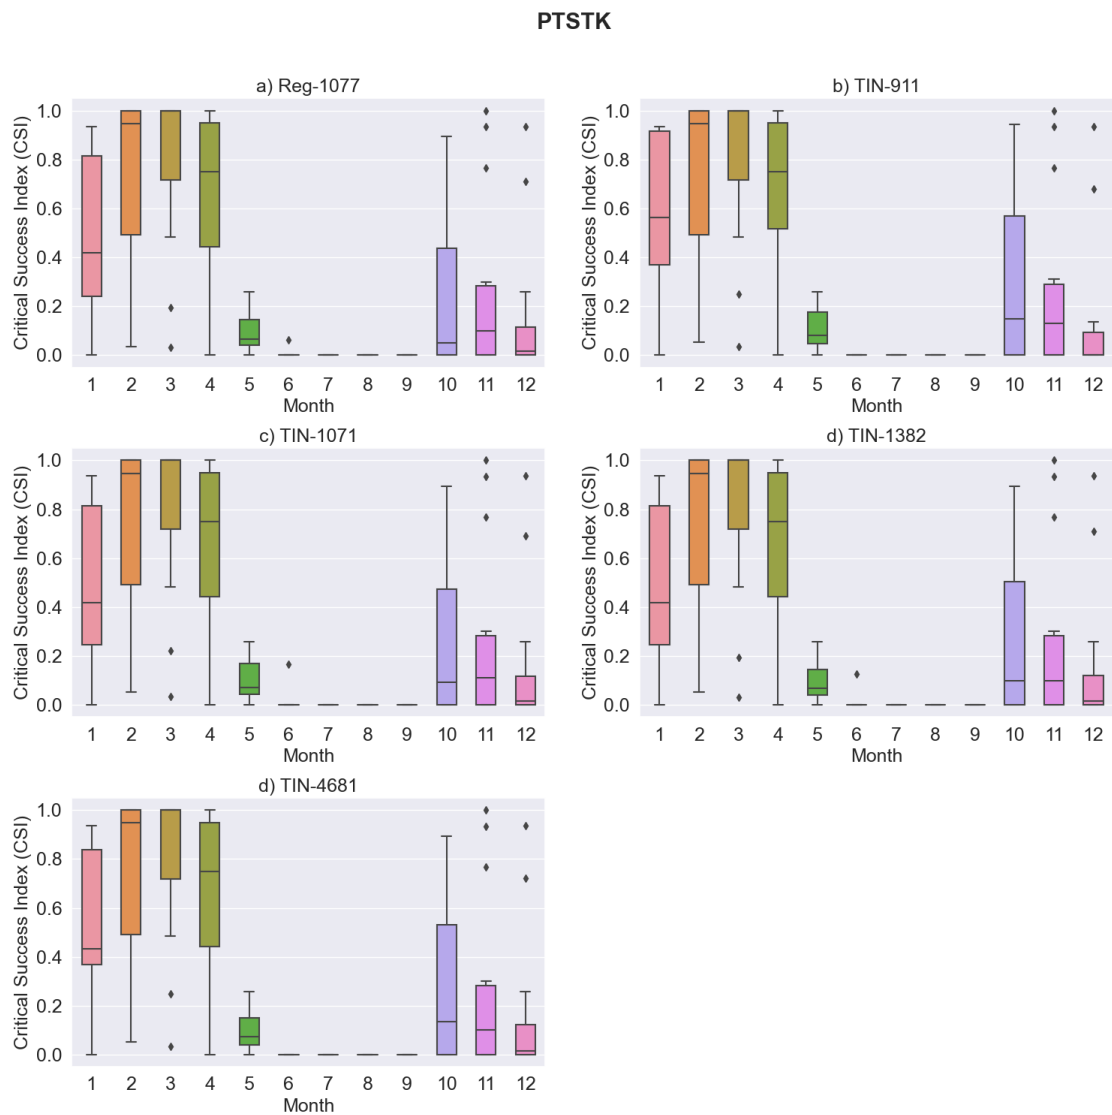 PTSTK
a) Reg-1077
Critical Success Index (CSI)
1.0
0.8
0.6
0.4
0.2
0.0
1 2 3 4 5 6 7 8 9 10 11 12
Month
b) TIN-911
Critical Success Index (CSI)
1.0
0.8
0.6
0.4
0.2
0.0
1 2 3 4 5 6 7 8 9 10 11 12
Month
c) TIN-1071
Critical Success Index (CSI)
1.0
0.8
0.6
0.4
0.2
0.0
1 2 3 4 5 6 7 8 9 10 11 12
Month
d) TIN-1382
Critical Success Index (CSI)
1.0
0.8
0.6
0.4
0.2
0.0
1 2 3 4 5 6 7 8 9 10 11 12
Month
d) TIN-4681
Critical Success Index (CSI)
1.0
0.8
0.6
0.4
0.2
0.0
1 2 3 4 5 6 7 8 9 10 11 12
Month